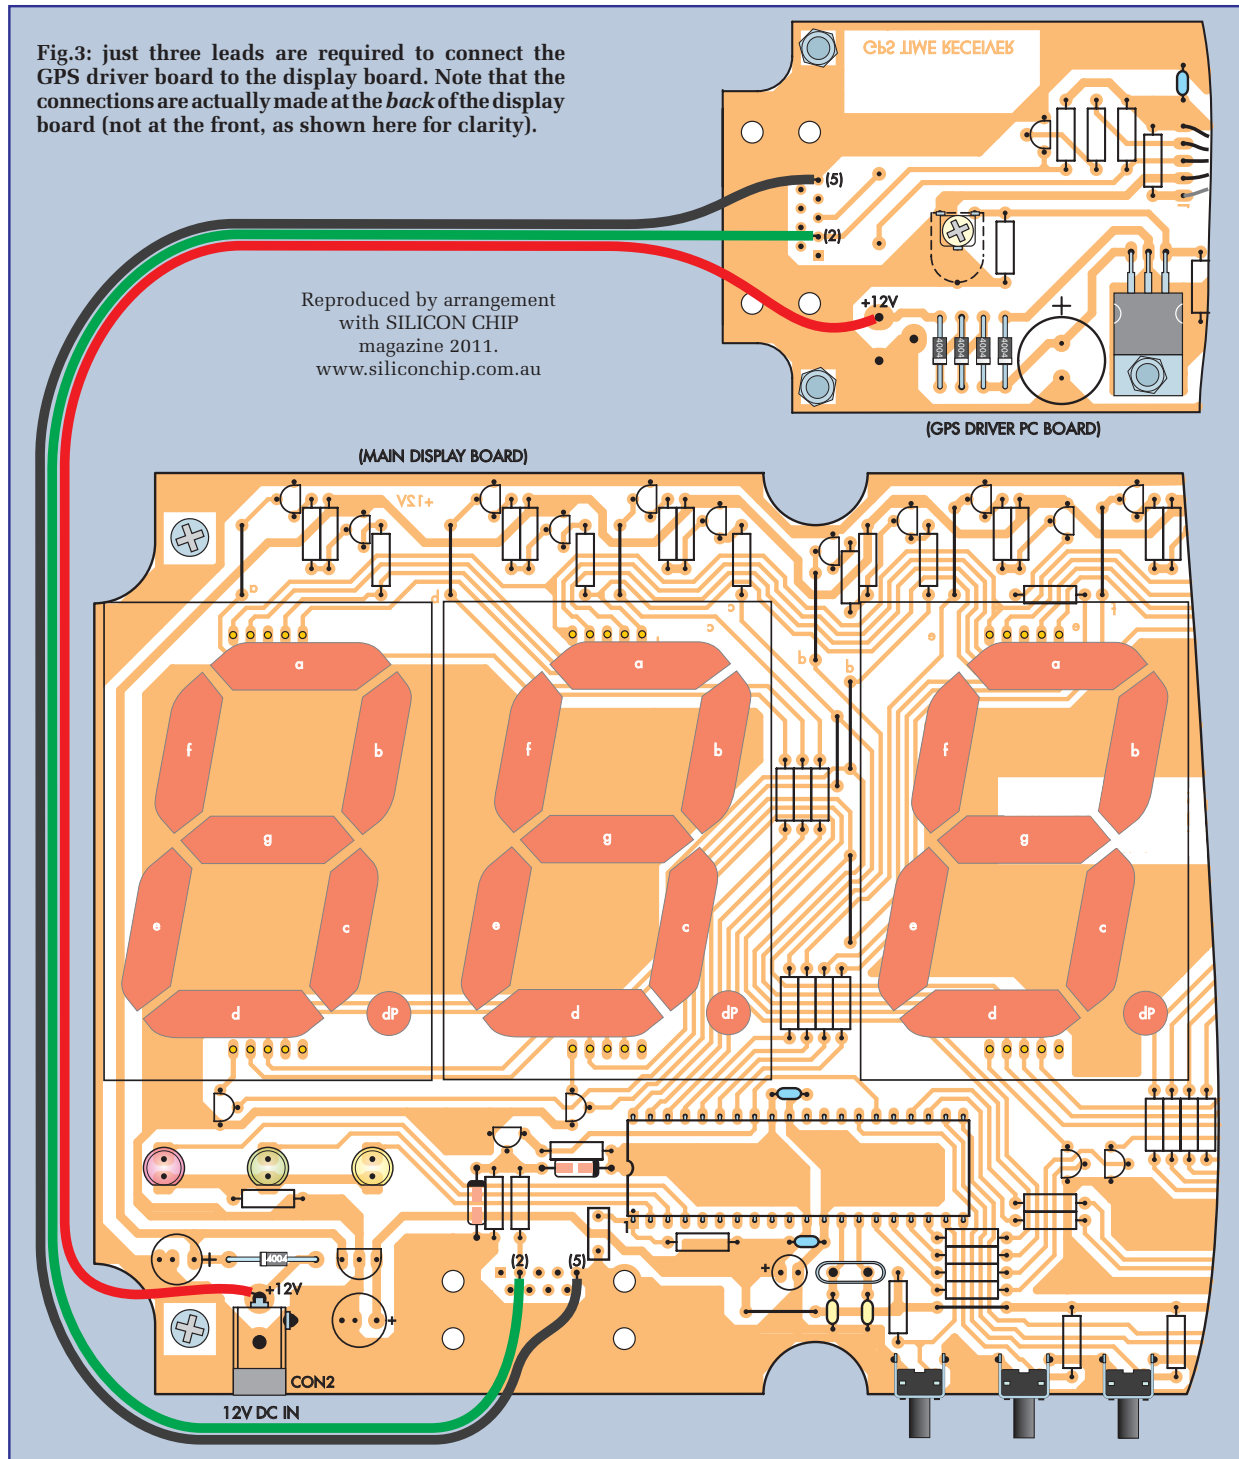 Fig.3: just three leads are required to connect the
GPS driver board to the display board. Note that the
connections are actually made at the back of the display
board (not at the front, as shown here for clarity).
GPS TIME RECEIVER
(5)
(2)
1
+12V
+
4004
4004
4004
4004
Reproduced by arrangement
with SILICON CHIP
magazine 2011.
www.siliconchip.com.au
(GPS DRIVER PC BOARD)
(MAIN DISPLAY BOARD)
+12V
a
b
c
c
d
d
e
e
f
a
a
a
f
b
f
b
f
b
g
g
g
e
c
e
c
e
c
d
dP
d
dP
d
dP
1
+
4004
(2)
(5)
+
+12V
+
CON2
12V DC IN